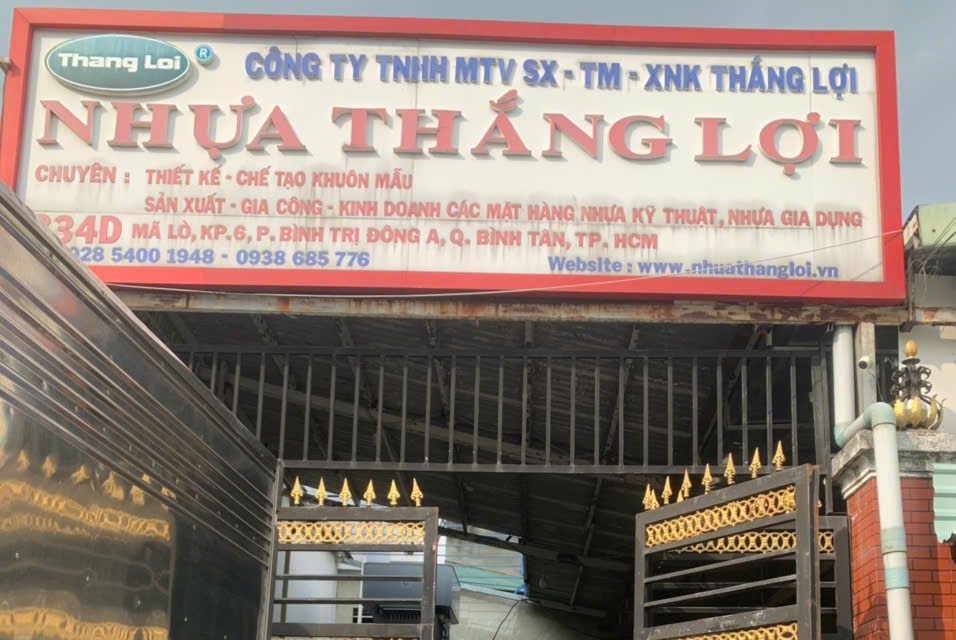 Thang Loi ®
CÔNG TY TNHH MTV SX - TM - XNK THẮNG LỢI
NHỰA THẮNG LỢI
CHUYÊN : THIẾT KẾ - CHẾ TẠO KHUÔN MẪU
SẢN XUẤT - GIA CÔNG - KINH DOANH CÁC MẶT HÀNG NHỰA KỸ THUẬT, NHỰA GIA DỤNG
334D MÃ LÒ, KP.6, P. BÌNH TRỊ ĐÔNG A, Q. BÌNH TÂN, TP. HCM
028 5400 1948 - 0938 685 776
Website : www.nhuathangloi.vn